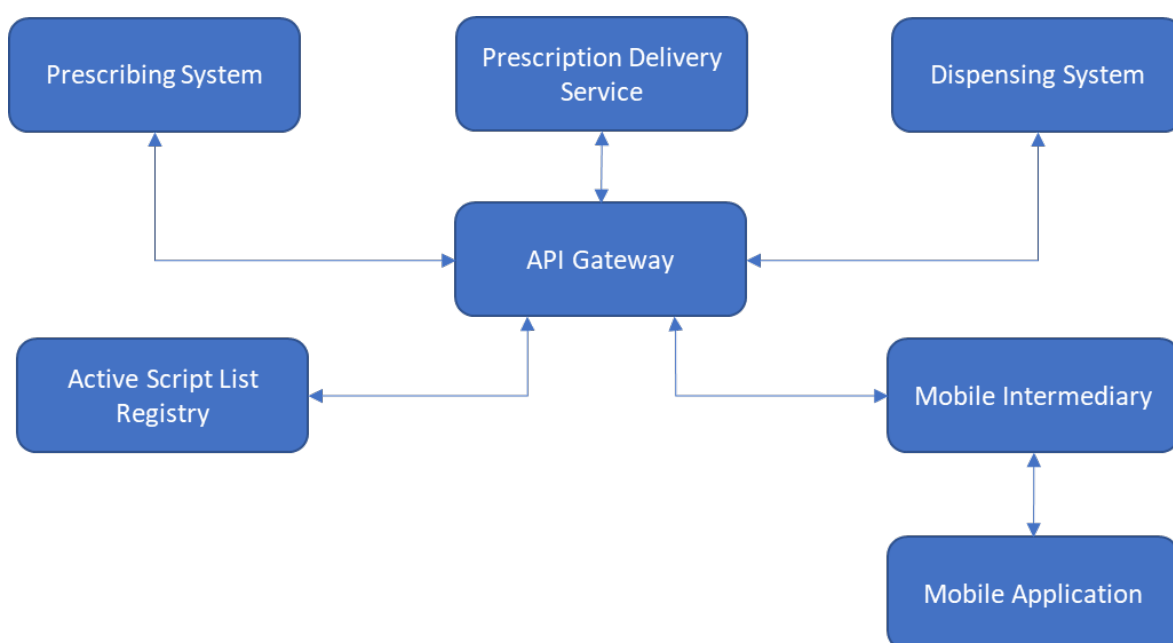 Prescribing System
Prescription Delivery
Service
Dispensing System
API Gateway
Active Script List
Registry
Mobile Intermediary
Mobile Application